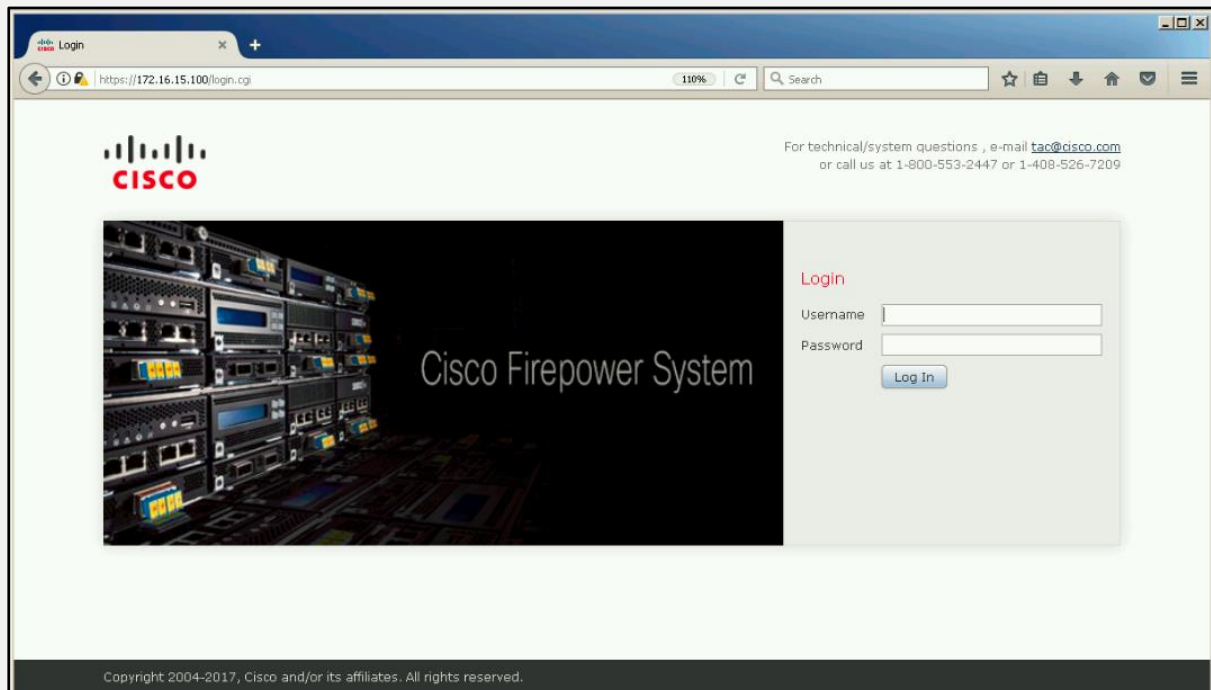 Login
https://172.16.15.100/login.cgi
110%
Search
CISCO
For technical/system questions , e-mail tac@cisco.com
or call us at 1-800-553-2447 or 1-408-526-7209
Cisco Firepower System
Login
Username
Password
Log In
Copyright 2004-2017, Cisco and/or its affiliates. All rights reserved.